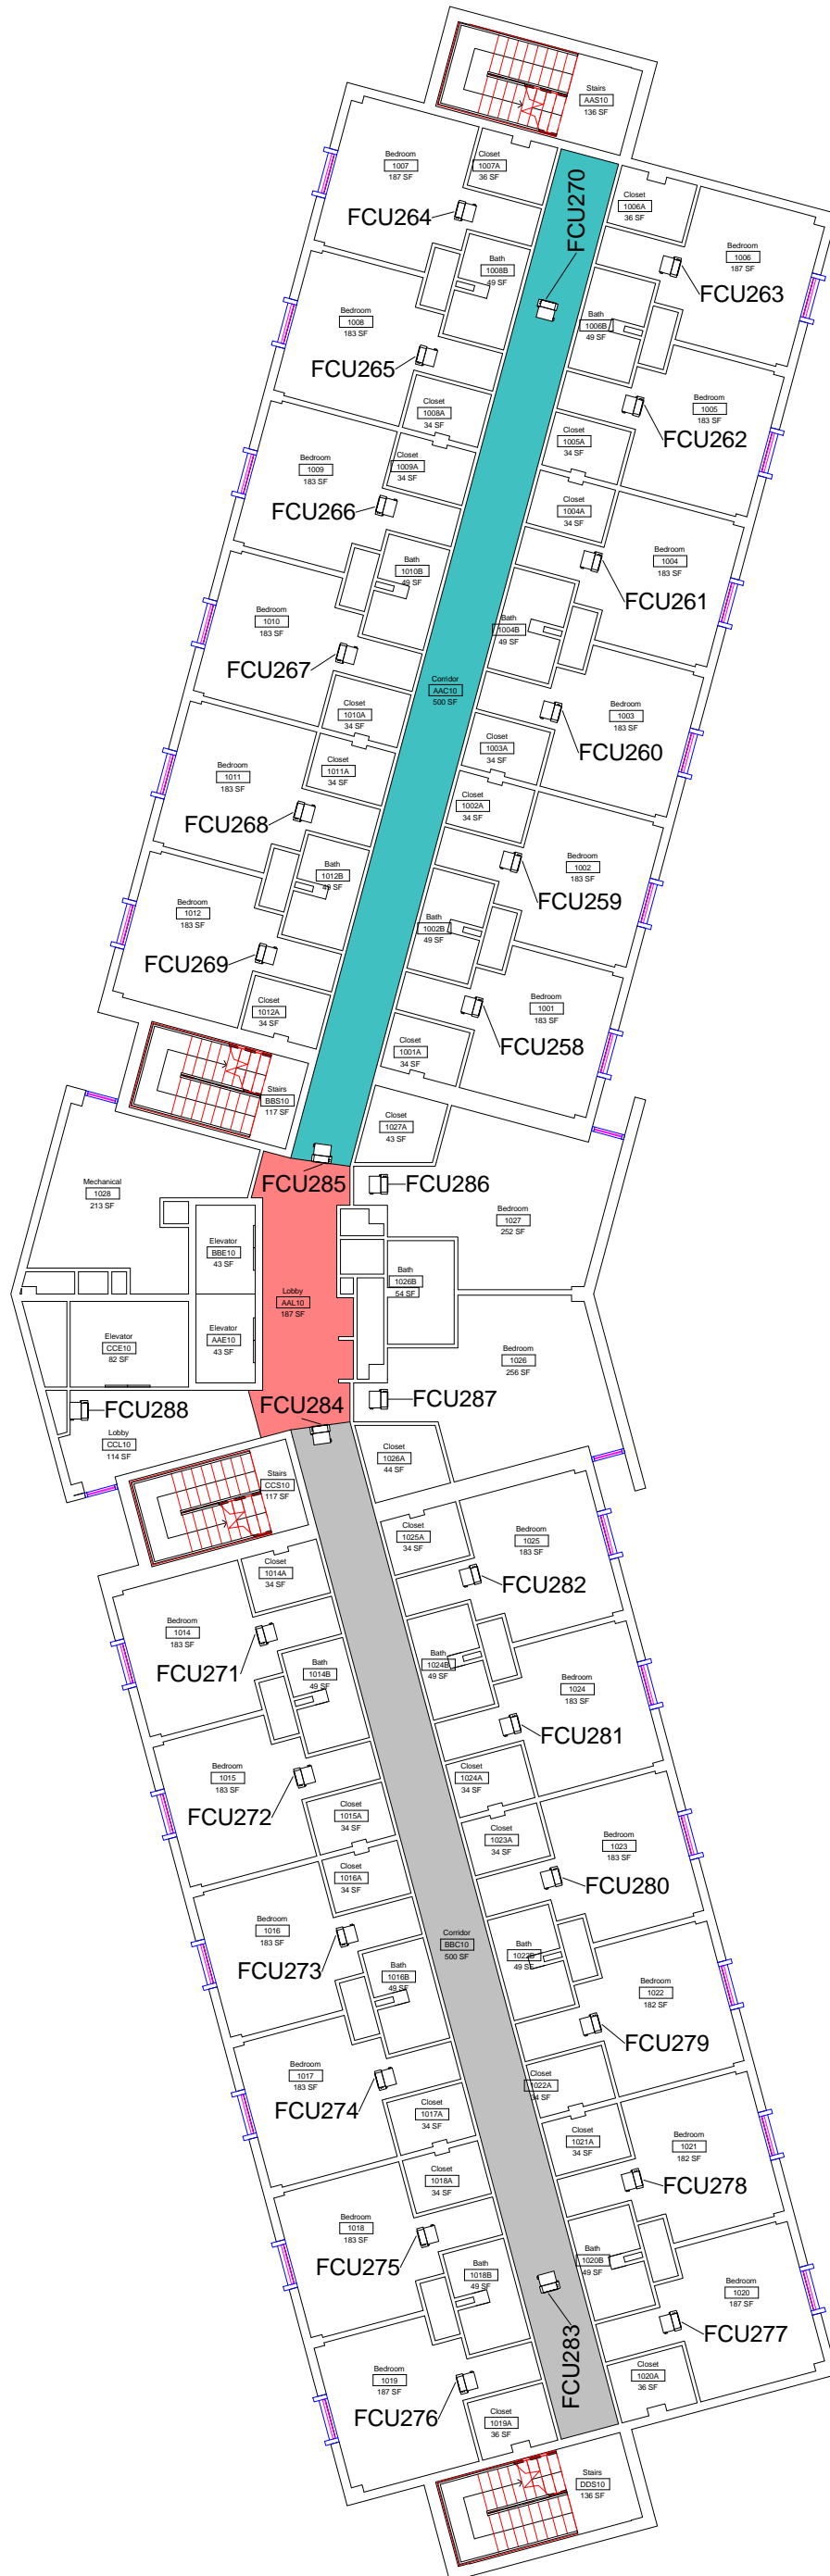 Stairs
AAS10
136 SF
Bedroom
1007
187 SF
Closet
1007A
36 SF
FCU264
FCU270
Closet
1006A
36 SF
Bedroom
1006
187 SF
FCU263
Bath
1008B
49 SF
Bedroom
1008
183 SF
FCU265
Bath
1006B
49 SF
Closet
1008A
34 SF
Bedroom
1005
183 SF
FCU262
Closet
1005A
34 SF
Bedroom
1009
183 SF
Closet
1009A
34 SF
FCU266
Closet
1004A
34 SF
Bedroom
1004
183 SF
FCU261
Bath
1010B
49 SF
Bedroom
1010
183 SF
FCU267
Bath
1004B
49 SF
Corridor
AAC10
500 SF
Closet
1010A
34 SF
Bedroom
1003
183 SF
FCU260
Closet
1003A
34 SF
Bedroom
1011
183 SF
Closet
1011A
34 SF
FCU268
Closet
1002A
34 SF
Bedroom
1002
183 SF
FCU259
Bath
1012B
49 SF
Bedroom
1012
183 SF
FCU269
Bath
1002B
49 SF
Closet
1012A
34 SF
Bedroom
1001
183 SF
FCU258
Closet
1001A
34 SF
Stairs
BBS10
117 SF
Closet
1027A
43 SF
Mechanical
1028
213 SF
FCU285
FCU286
Bedroom
1027
252 SF
Elevator
BBE10
43 SF
Bath
1026B
54 SF
Lobby
AAL10
187 SF
Elevator
CCE10
82 SF
Elevator
AAE10
43 SF
Bedroom
1026
256 SF
FCU288
FCU284
FCU287
Lobby
CCL10
114 SF
Closet
1026A
44 SF
Stairs
CCS10
117 SF
Closet
1025A
34 SF
Bedroom
1025
183 SF
FCU282
Closet
1014A
34 SF
Bedroom
1014
183 SF
FCU271
Bath
1014B
49 SF
Bath
1024B
49 SF
Bedroom
1024
183 SF
FCU281
Bedroom
1015
183 SF
FCU272
Closet
1015A
34 SF
Closet
1024A
34 SF
Closet
1023A
34 SF
Bedroom
1023
183 SF
FCU280
Closet
1016A
34 SF
Bedroom
1016
183 SF
FCU273
Corridor
BBC10
500 SF
Bath
1016B
49 SF
Bath
1022B
49 SF
Bedroom
1022
182 SF
FCU279
Bedroom
1017
183 SF
FCU274
Closet
1017A
34 SF
Closet
1022A
34 SF
Closet
1021A
34 SF
Bedroom
1021
182 SF
FCU278
Closet
1018A
34 SF
Bedroom
1018
183 SF
FCU275
Bath
1018B
49 SF
Bath
1020B
49 SF
Bedroom
1020
187 SF
FCU277
Bedroom
1019
187 SF
FCU276
Closet
1019A
36 SF
FCU283
Closet
1020A
36 SF
Stairs
DDS10
136 SF